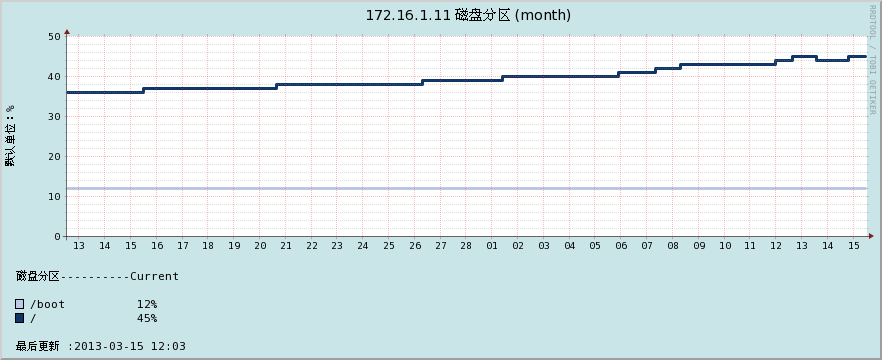 172.16.1.11 磁盘分区 (month)
RRDTOOL / TOBI OETIKER
默认单位：%
50
40
30
20
10
0
13 14 15 16 17 18 19 20 21 22 23 24 25 26 27 28 01 02 03 04 05 06 07 08 09 10 11 12 13 14 15
磁盘分区----------Current
/boot 12%
/ 45%
最后更新 :2013-03-15 12:03